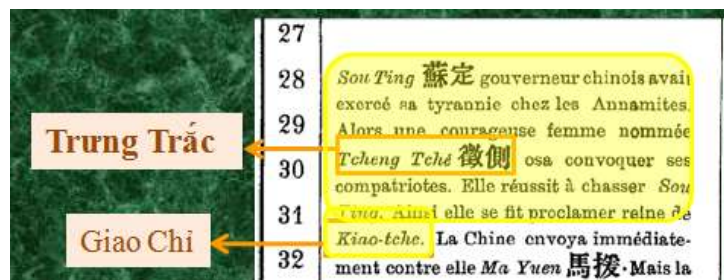 27
28
29
30
31
32
Trưng Trắc
Giao Chỉ
Sou Ting 蘇定 gouverneur chinois avait
exercé sa tyrannie chez les Annamites.
Alors une courageuse femme nommée
Tcheng Tché 徵側 osa convoquer ses
compatriotes. Elle réussit à chasser Sou
Ting. Ainsi elle se fit proclamer reine de
Kiao-tche. La Chine envoya immédiate-
ment contre elle Ma Yuen 馬援. Mais la